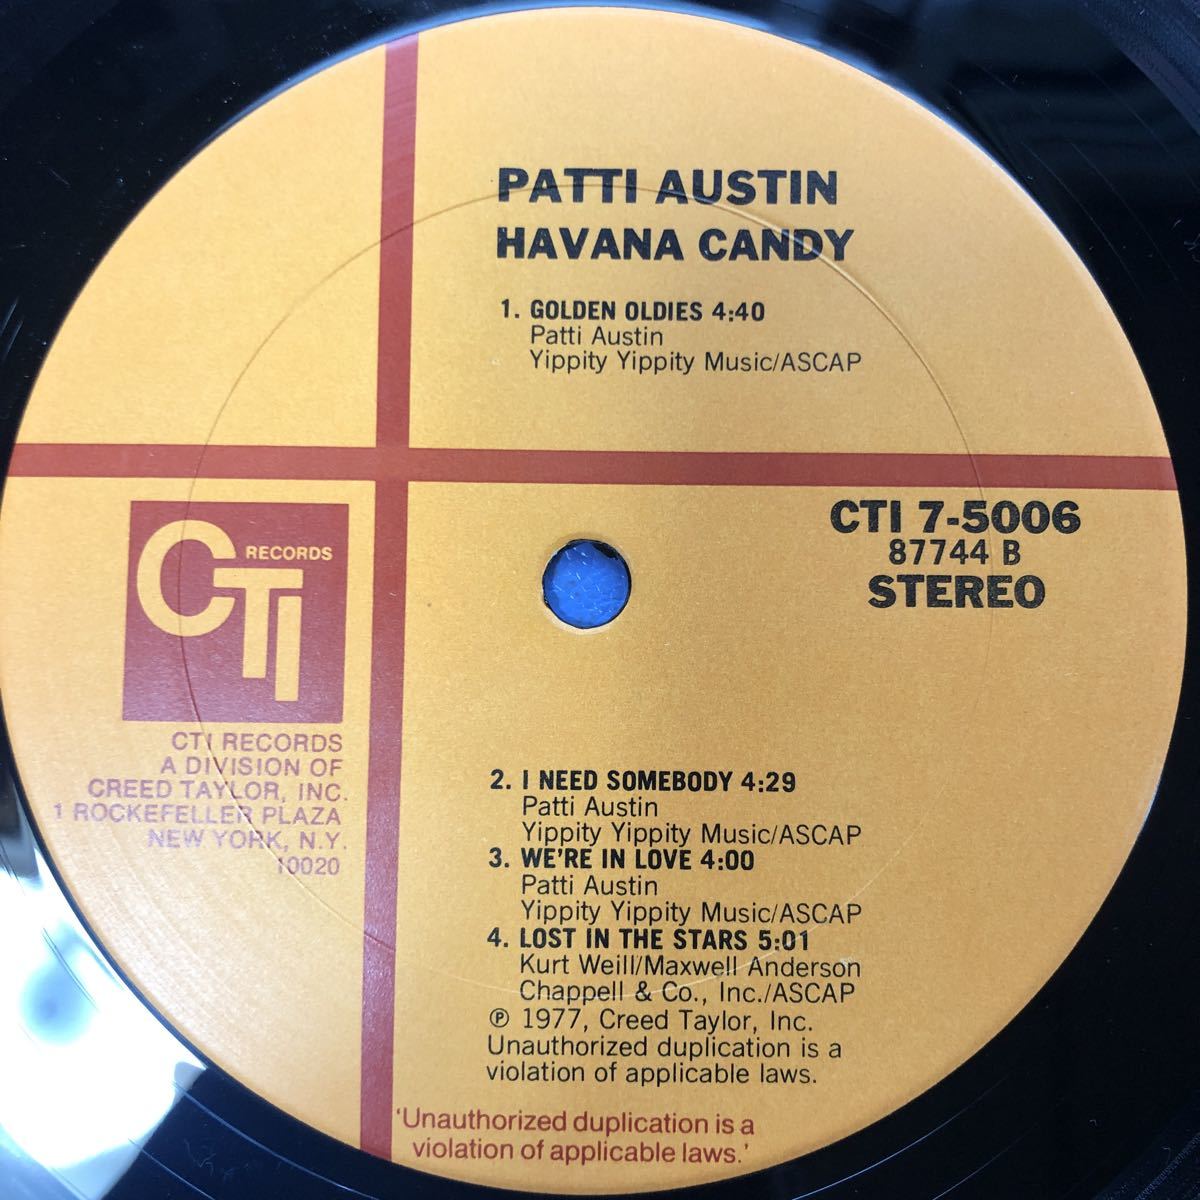 PATTI AUSTIN
HAVANA CANDY
1. GOLDEN OLDIES 4:40
Patti Austin
Yippity Yippity Music/ASCAP
CTI RECORDS
CTI RECORDS
A DIVISION OF
CREED TAYLOR, INC.
1 ROCKEFELLER PLAZA
NEW YORK, N.Y.
10020
CTI 7-5006
87744 B
STEREO
2. I NEED SOMEBODY 4:29
Patti Austin
Yippity Yippity Music/ASCAP
3. WE'RE IN LOVE 4:00
Patti Austin
Yippity Yippity Music/ASCAP
4. LOST IN THE STARS 5:01
Kurt Weill/Maxwell Anderson
Chappell & Co., Inc./ASCAP
℗ 1977, Creed Taylor, Inc.
Unauthorized duplication is a
violation of applicable laws.
'Unauthorized duplication is a
violation of applicable laws.'